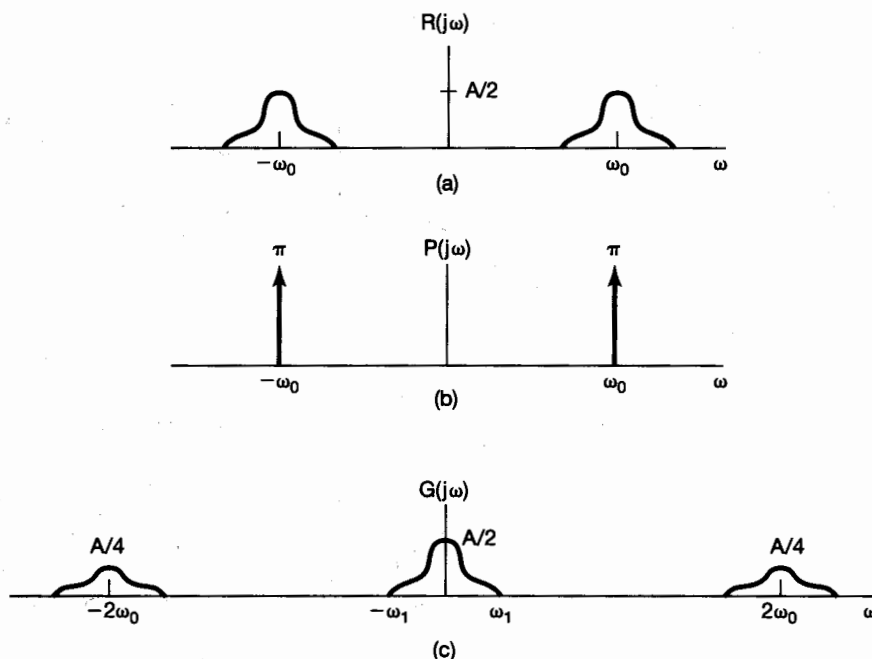 R(jω)
A/2
−ω₀ ω₀ ω
(a)
π P(jω) π
−ω₀ ω₀ ω
(b)
G(jω)
A/4 A/2 A/4
−2ω₀ −ω₁ ω₁ 2ω₀ ω
(c)